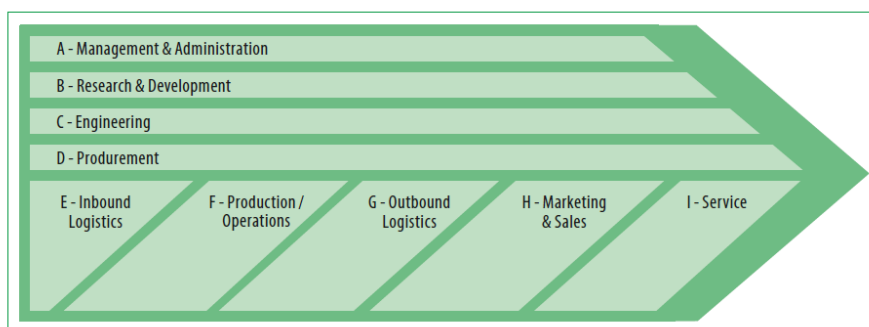 A - Management & Administration
B - Research & Development
C - Engineering
D - Produrement
E - Inbound
Logistics
F - Production /
Operations
G - Outbound
Logistics
H - Marketing
& Sales
I - Service